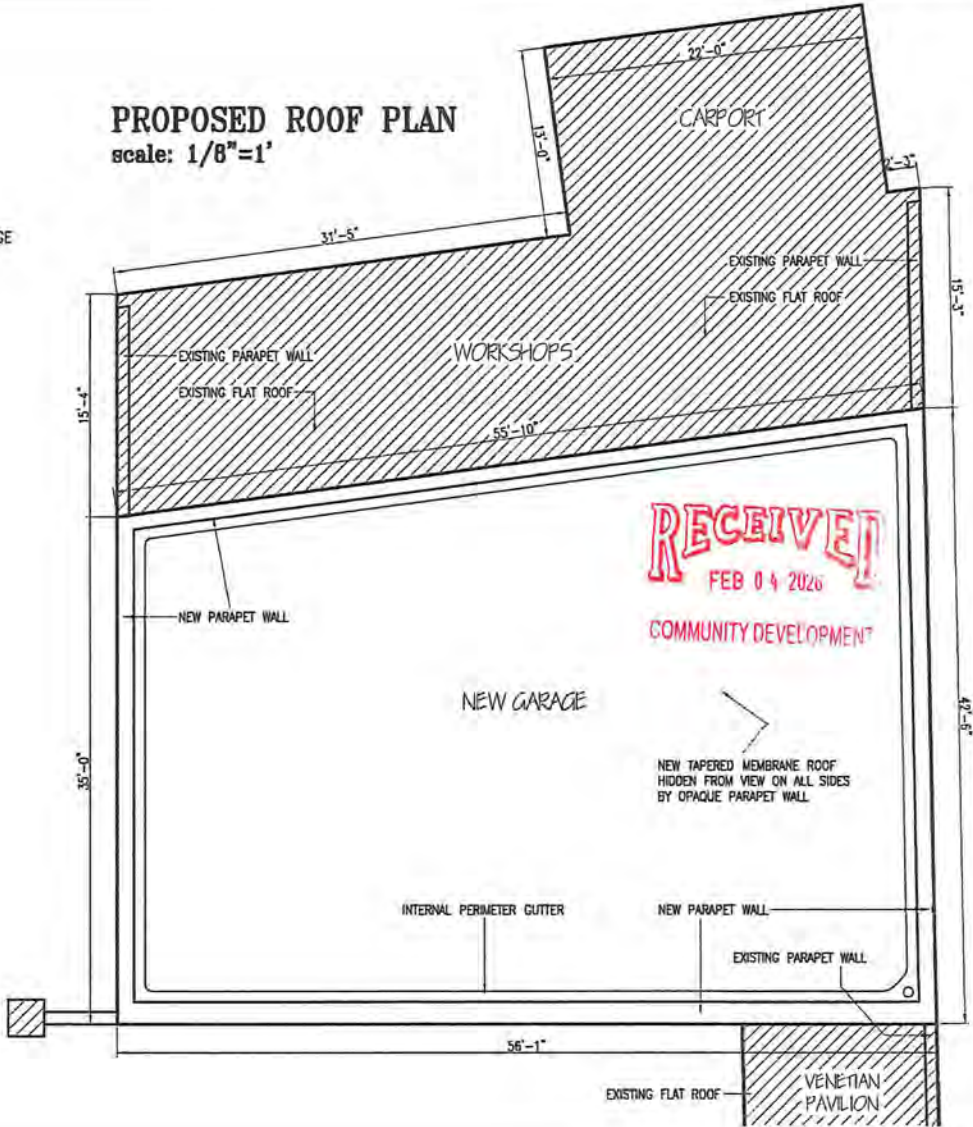 22'-0"
PROPOSED ROOF PLAN
scale: 1/8"=1'
CARPORT
13'-0"
2'-3"
31'-5"
EXISTING PARAPET WALL
EXISTING FLAT ROOF
15'-3"
WORKSHOPS
EXISTING PARAPET WALL
EXISTING FLAT ROOF
15'-4"
55'-10"
RECEIVED
FEB 04 2026
COMMUNITY DEVELOPMENT
NEW PARAPET WALL
NEW GARAGE
42'-6"
35'-0"
NEW TAPERED MEMBRANE ROOF
HIDDEN FROM VIEW ON ALL SIDES
BY OPAQUE PARAPET WALL
INTERNAL PERIMETER GUTTER
NEW PARAPET WALL
EXISTING PARAPET WALL
56'-1"
EXISTING FLAT ROOF
VENETIAN
PAVILION